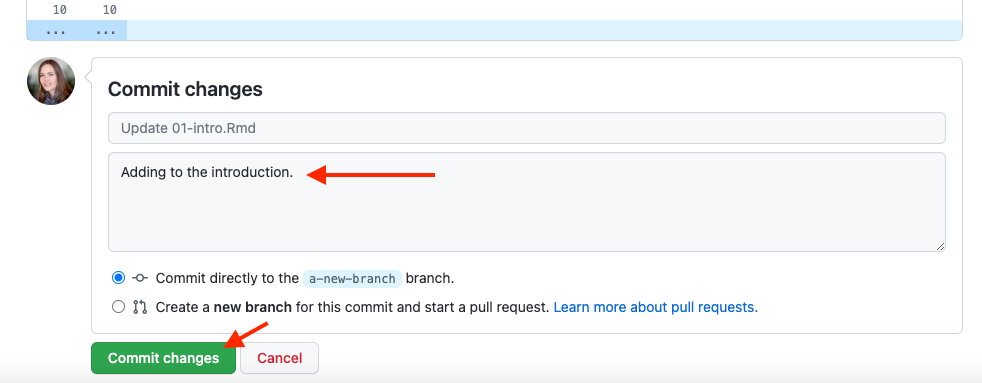 10 10
... ...
Commit changes
Update 01-intro.Rmd
Adding to the introduction.
Commit directly to the a-new-branch branch.
Create a new branch for this commit and start a pull request. Learn more about pull requests.
Commit changes Cancel